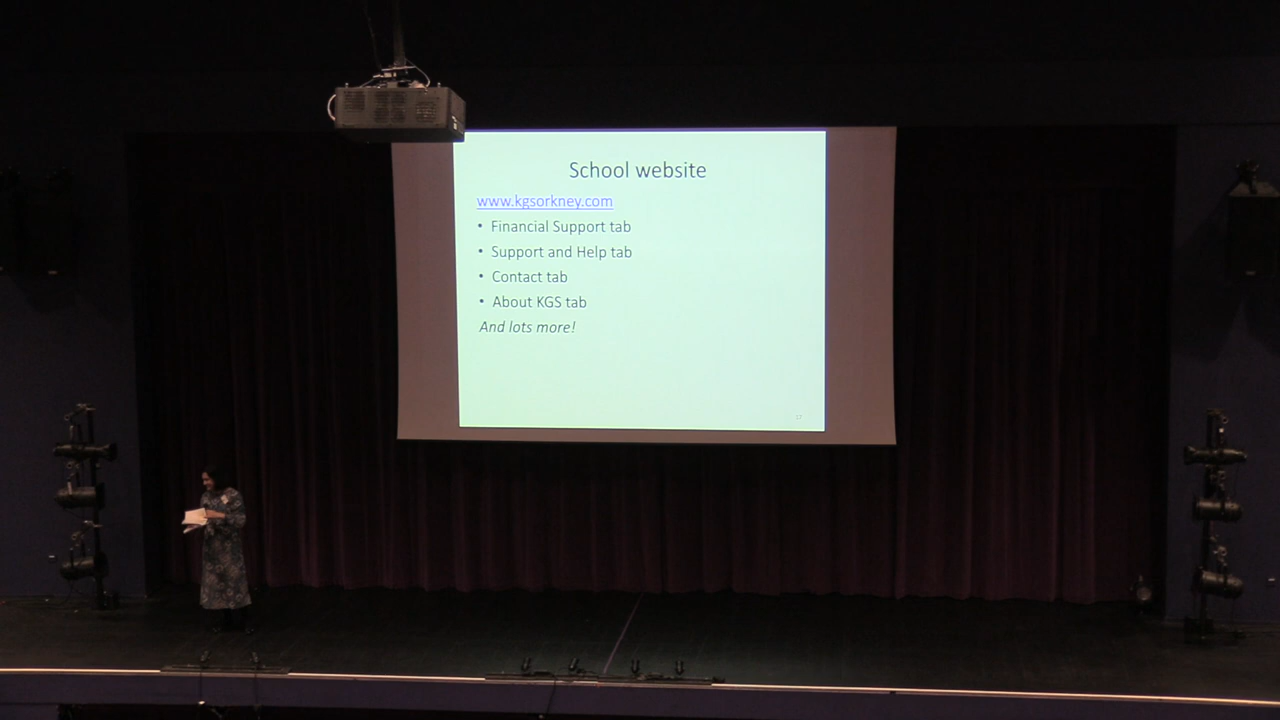 School website
www.kgsorkney.com
• Financial Support tab
• Support and Help tab
• Contact tab
• About KGS tab
And lots more!